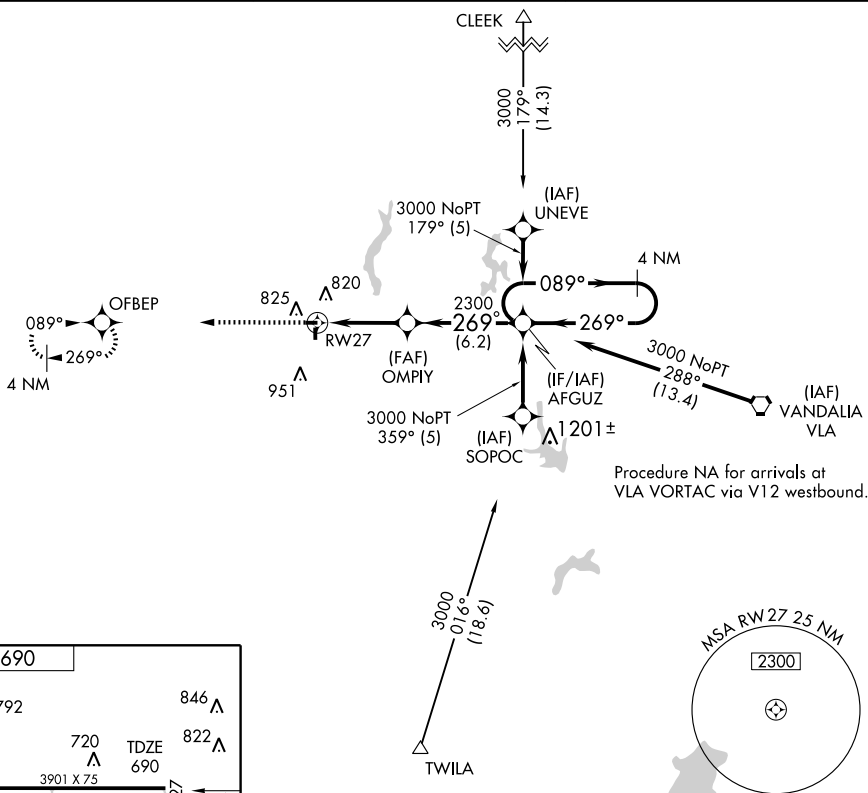 CLEEK
3000
179°
(14.3)
(IAF)
UNEVE
3000 NoPT
179° (5)
4 NM
089°
OFBEP
825
820
2300
089°
269°
269°
269°
RW27
(6.2)
4 NM
(FAF)
OMPIY
(IF/IAF)
AFGUZ
3000 NoPT
288°
(13.4)
(IAF)
VANDALIA
VLA
951
3000 NoPT
359° (5)
(IAF)
SOPOC
1201±
Procedure NA for arrivals at
VLA VORTAC via V12 westbound.
3000
016°
(18.6)
TWILA
MSA RW27 25 NM
2300
690
792
846
720
TDZE
690
822
3901 X 75
27